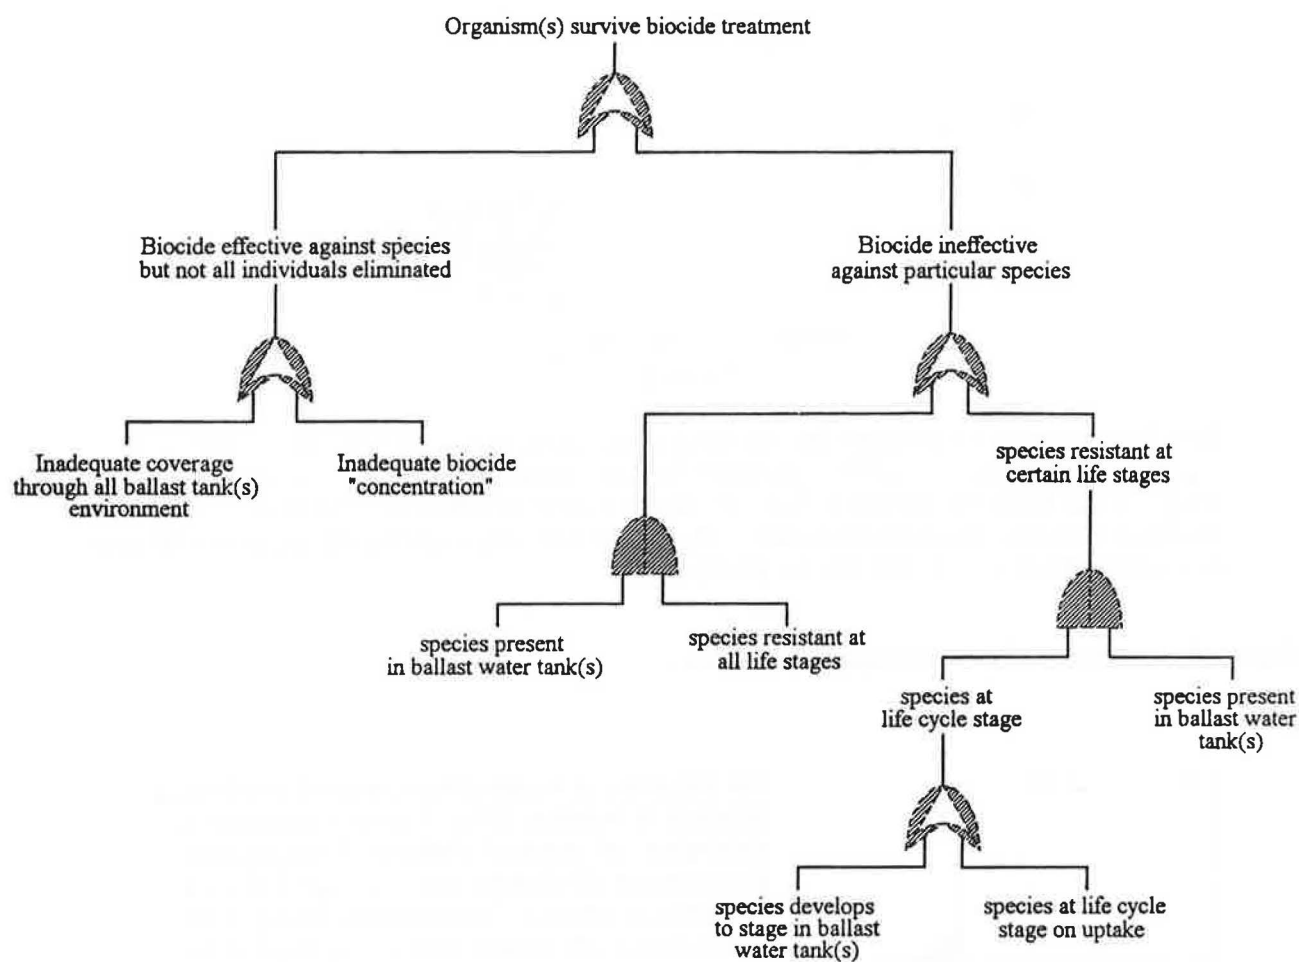 Organism(s) survive biocide treatment
Biocide effective against species
but not all individuals eliminated
Biocide ineffective
against particular species
Inadequate coverage
through all ballast tank(s)
environment
Inadequate biocide
"concentration"
species resistant at
certain life stages
species present
in ballast water tank(s)
species resistant at
all life stages
species at
life cycle stage
species present
in ballast water
tank(s)
species develops
to stage in ballast
water tank(s)
species at life cycle
stage on uptake